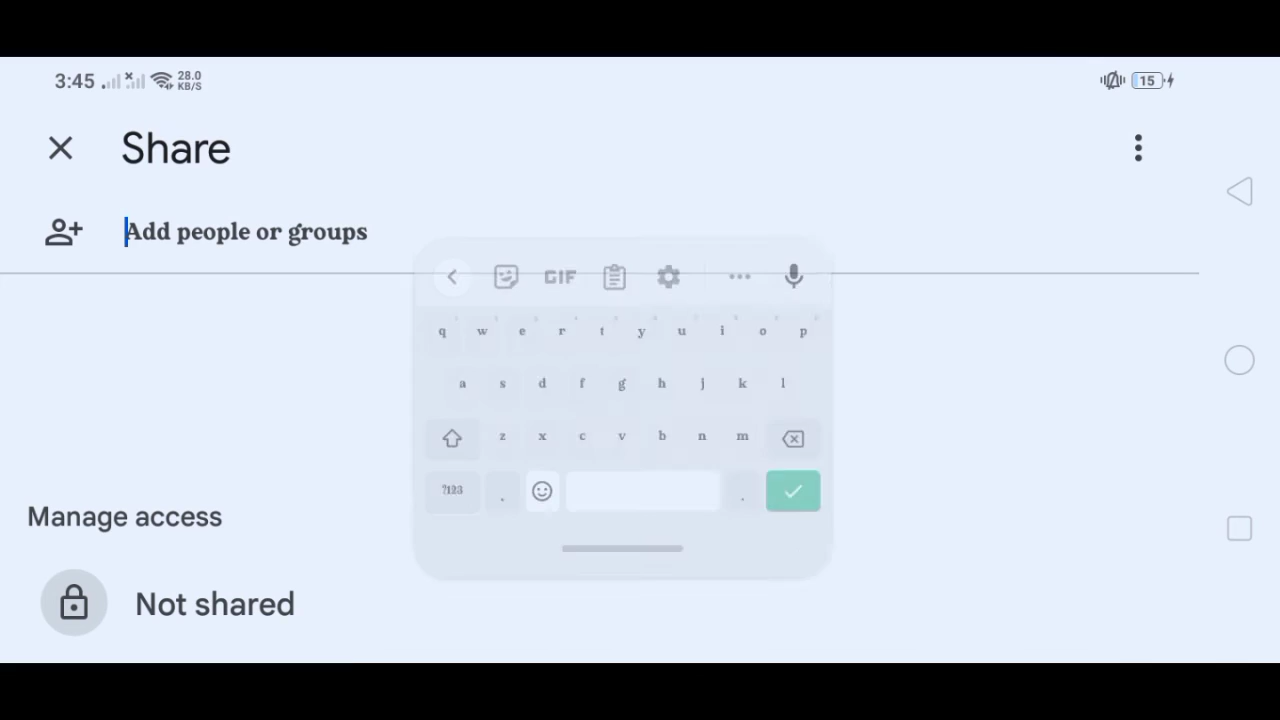 3:45 28.0 KB/S 15
Share
Add people or groups
GIF
q w e r t y u i o p
a s d f g h j k l
z x c v b n m
?123 , .
Manage access
Not shared